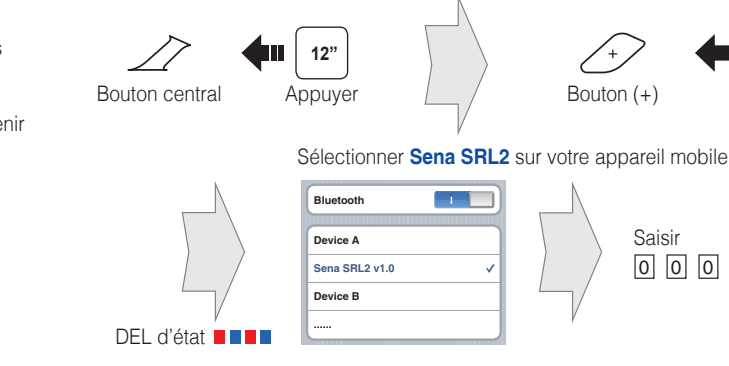 s
12”
Bouton central
Appuyer
+
Bouton (+)
enir
Sélectionner Sena SRL2 sur votre appareil mobile
Bluetooth
I
Device A
Sena SRL2 v1.0 ✓
Device B
......
Saisir
0 0 0
DEL d’état